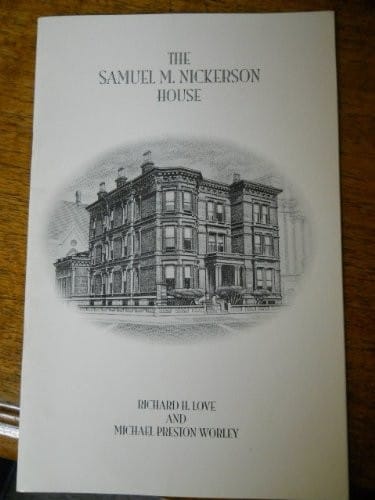 THE
SAMUEL M. NICKERSON
HOUSE
RICHARD H. LOVE
AND
MICHAEL PRESTON WORLEY